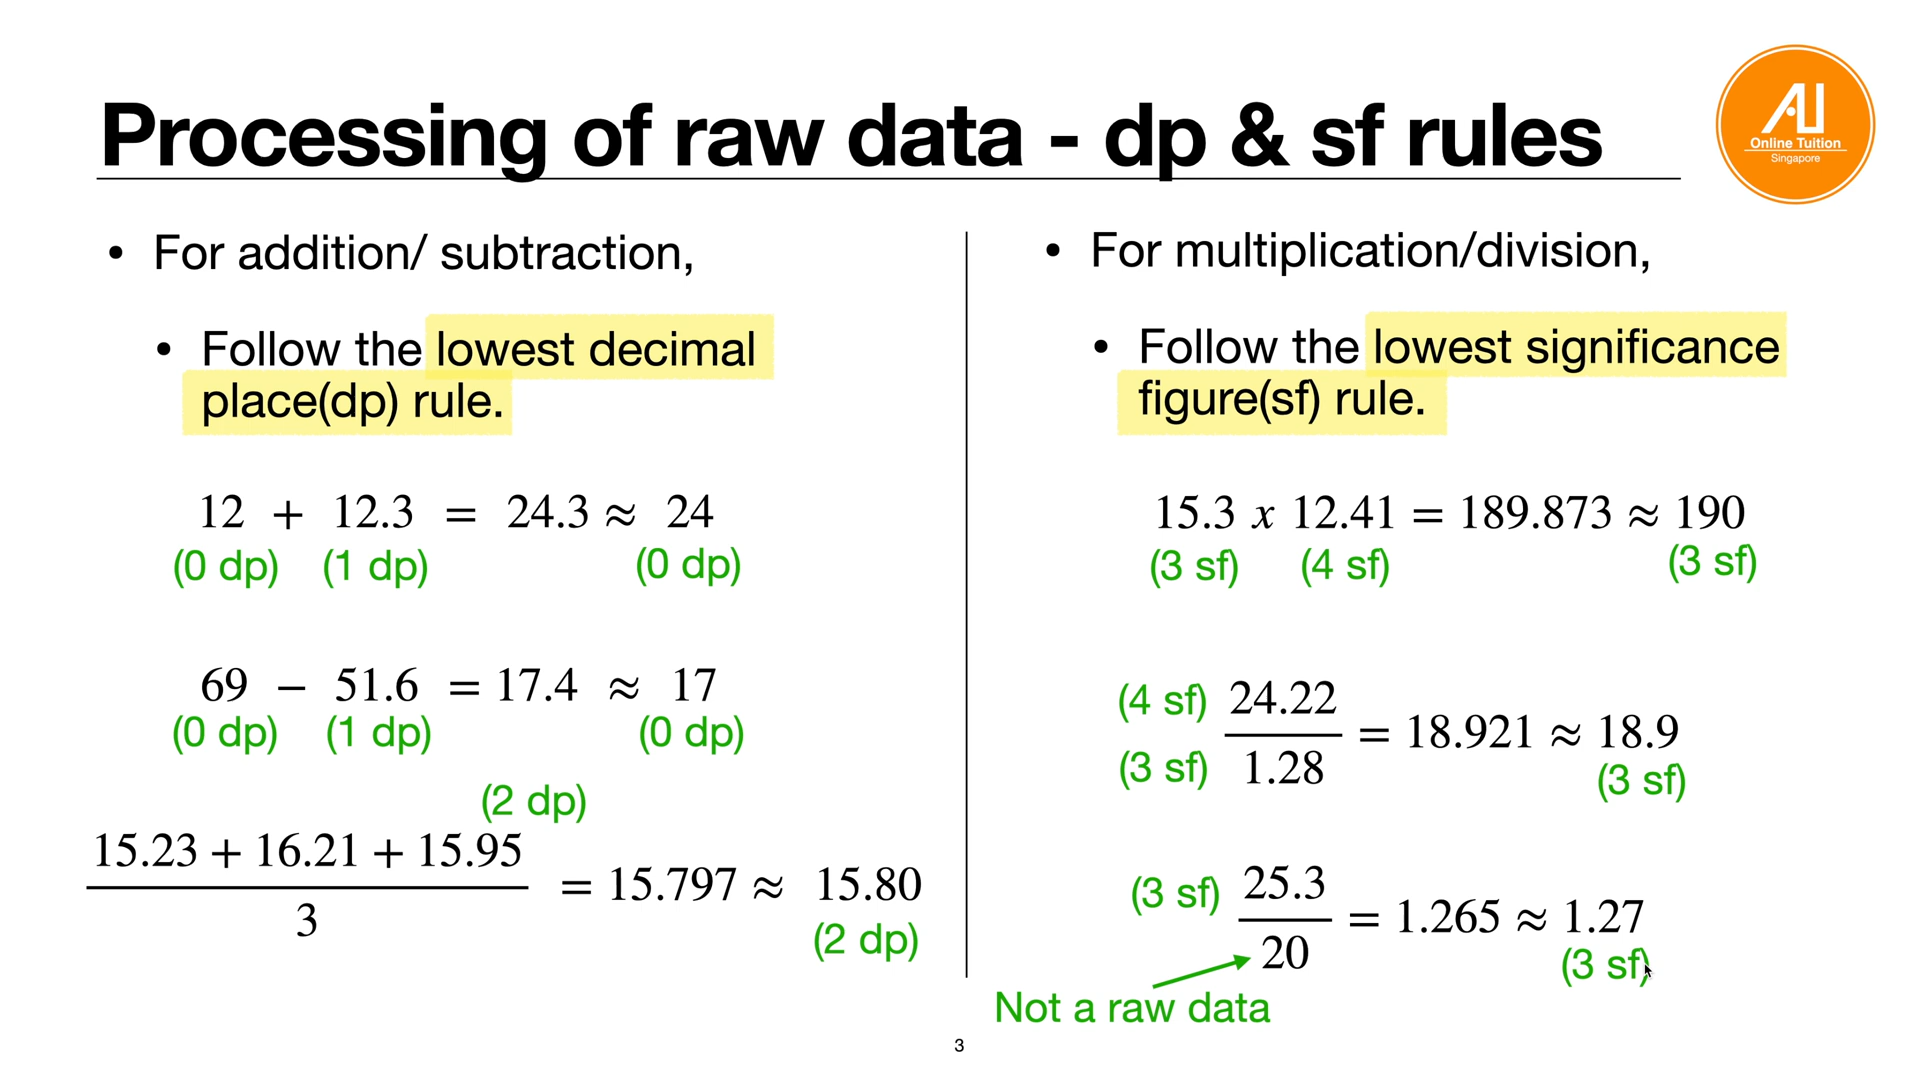 Processing of raw data - dp & sf rules
AU
Online Tuition
Singapore
• For addition/ subtraction,
• Follow the lowest decimal
place(dp) rule.
12 + 12.3 = 24.3 ≈ 24
(0 dp) (1 dp) (0 dp)
69 − 51.6 = 17.4 ≈ 17
(0 dp) (1 dp) (0 dp)
(2 dp)
15.23 + 16.21 + 15.95
= 15.797 ≈ 15.80
3
(2 dp)
• For multiplication/division,
• Follow the lowest significance
figure(sf) rule.
15.3 x 12.41 = 189.873 ≈ 190
(3 sf) (4 sf) (3 sf)
(4 sf) 24.22
= 18.921 ≈ 18.9
(3 sf) 1.28
(3 sf)
(3 sf) 25.3
= 1.265 ≈ 1.27
20
(3 sf)
Not a raw data
3